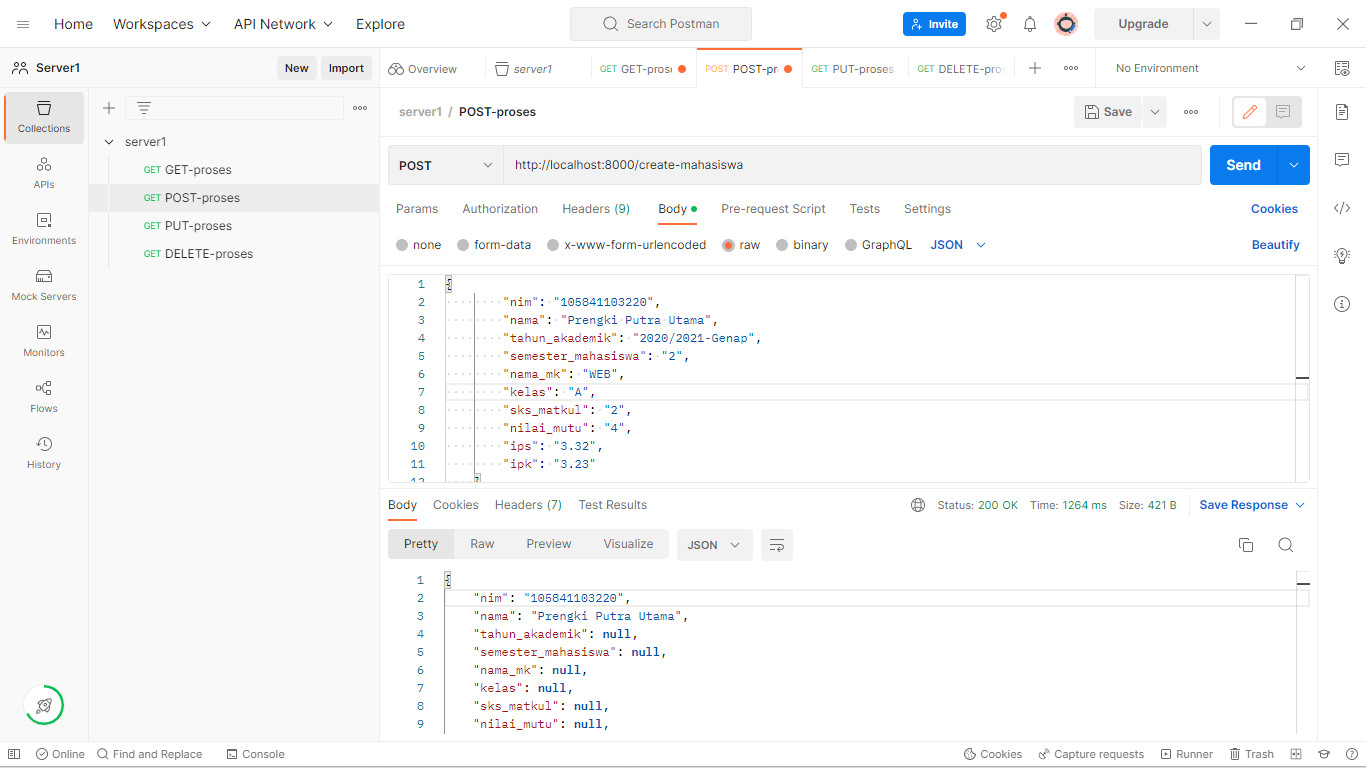 Home Workspaces API Network Explore Search Postman Invite Upgrade
Server1 New Import Overview server1 GET GET-prose POST POST-pr GET PUT-proses GET DELETE-pro No Environment
Collections
APIs
Environments
Mock Servers
Monitors
Flows
History
server1
GET GET-proses
GET POST-proses
GET PUT-proses
GET DELETE-proses
server1 / POST-proses Save
POST http://localhost:8000/create-mahasiswa Send
Params Authorization Headers (9) Body Pre-request Script Tests Settings Cookies
none form-data x-www-form-urlencoded raw binary GraphQL JSON Beautify
1 {
2 "nim": "105841103220",
3 "nama": "Prengki Putra Utama",
4 "tahun_akademik": "2020/2021-Genap",
5 "semester_mahasiswa": "2",
6 "nama_mk": "WEB",
7 "kelas": "A",
8 "sks_matkul": "2",
9 "nilai_mutu": "4",
10 "ips": "3.32",
11 "ipk": "3.23"
12 }
Body Cookies Headers (7) Test Results Status: 200 OK Time: 1264 ms Size: 421 B Save Response
Pretty Raw Preview Visualize JSON
1 {
2 "nim": "105841103220",
3 "nama": "Prengki Putra Utama",
4 "tahun_akademik": null,
5 "semester_mahasiswa": null,
6 "nama_mk": null,
7 "kelas": null,
8 "sks_matkul": null,
9 "nilai_mutu": null,
Online Find and Replace Console Cookies Capture requests Runner Trash